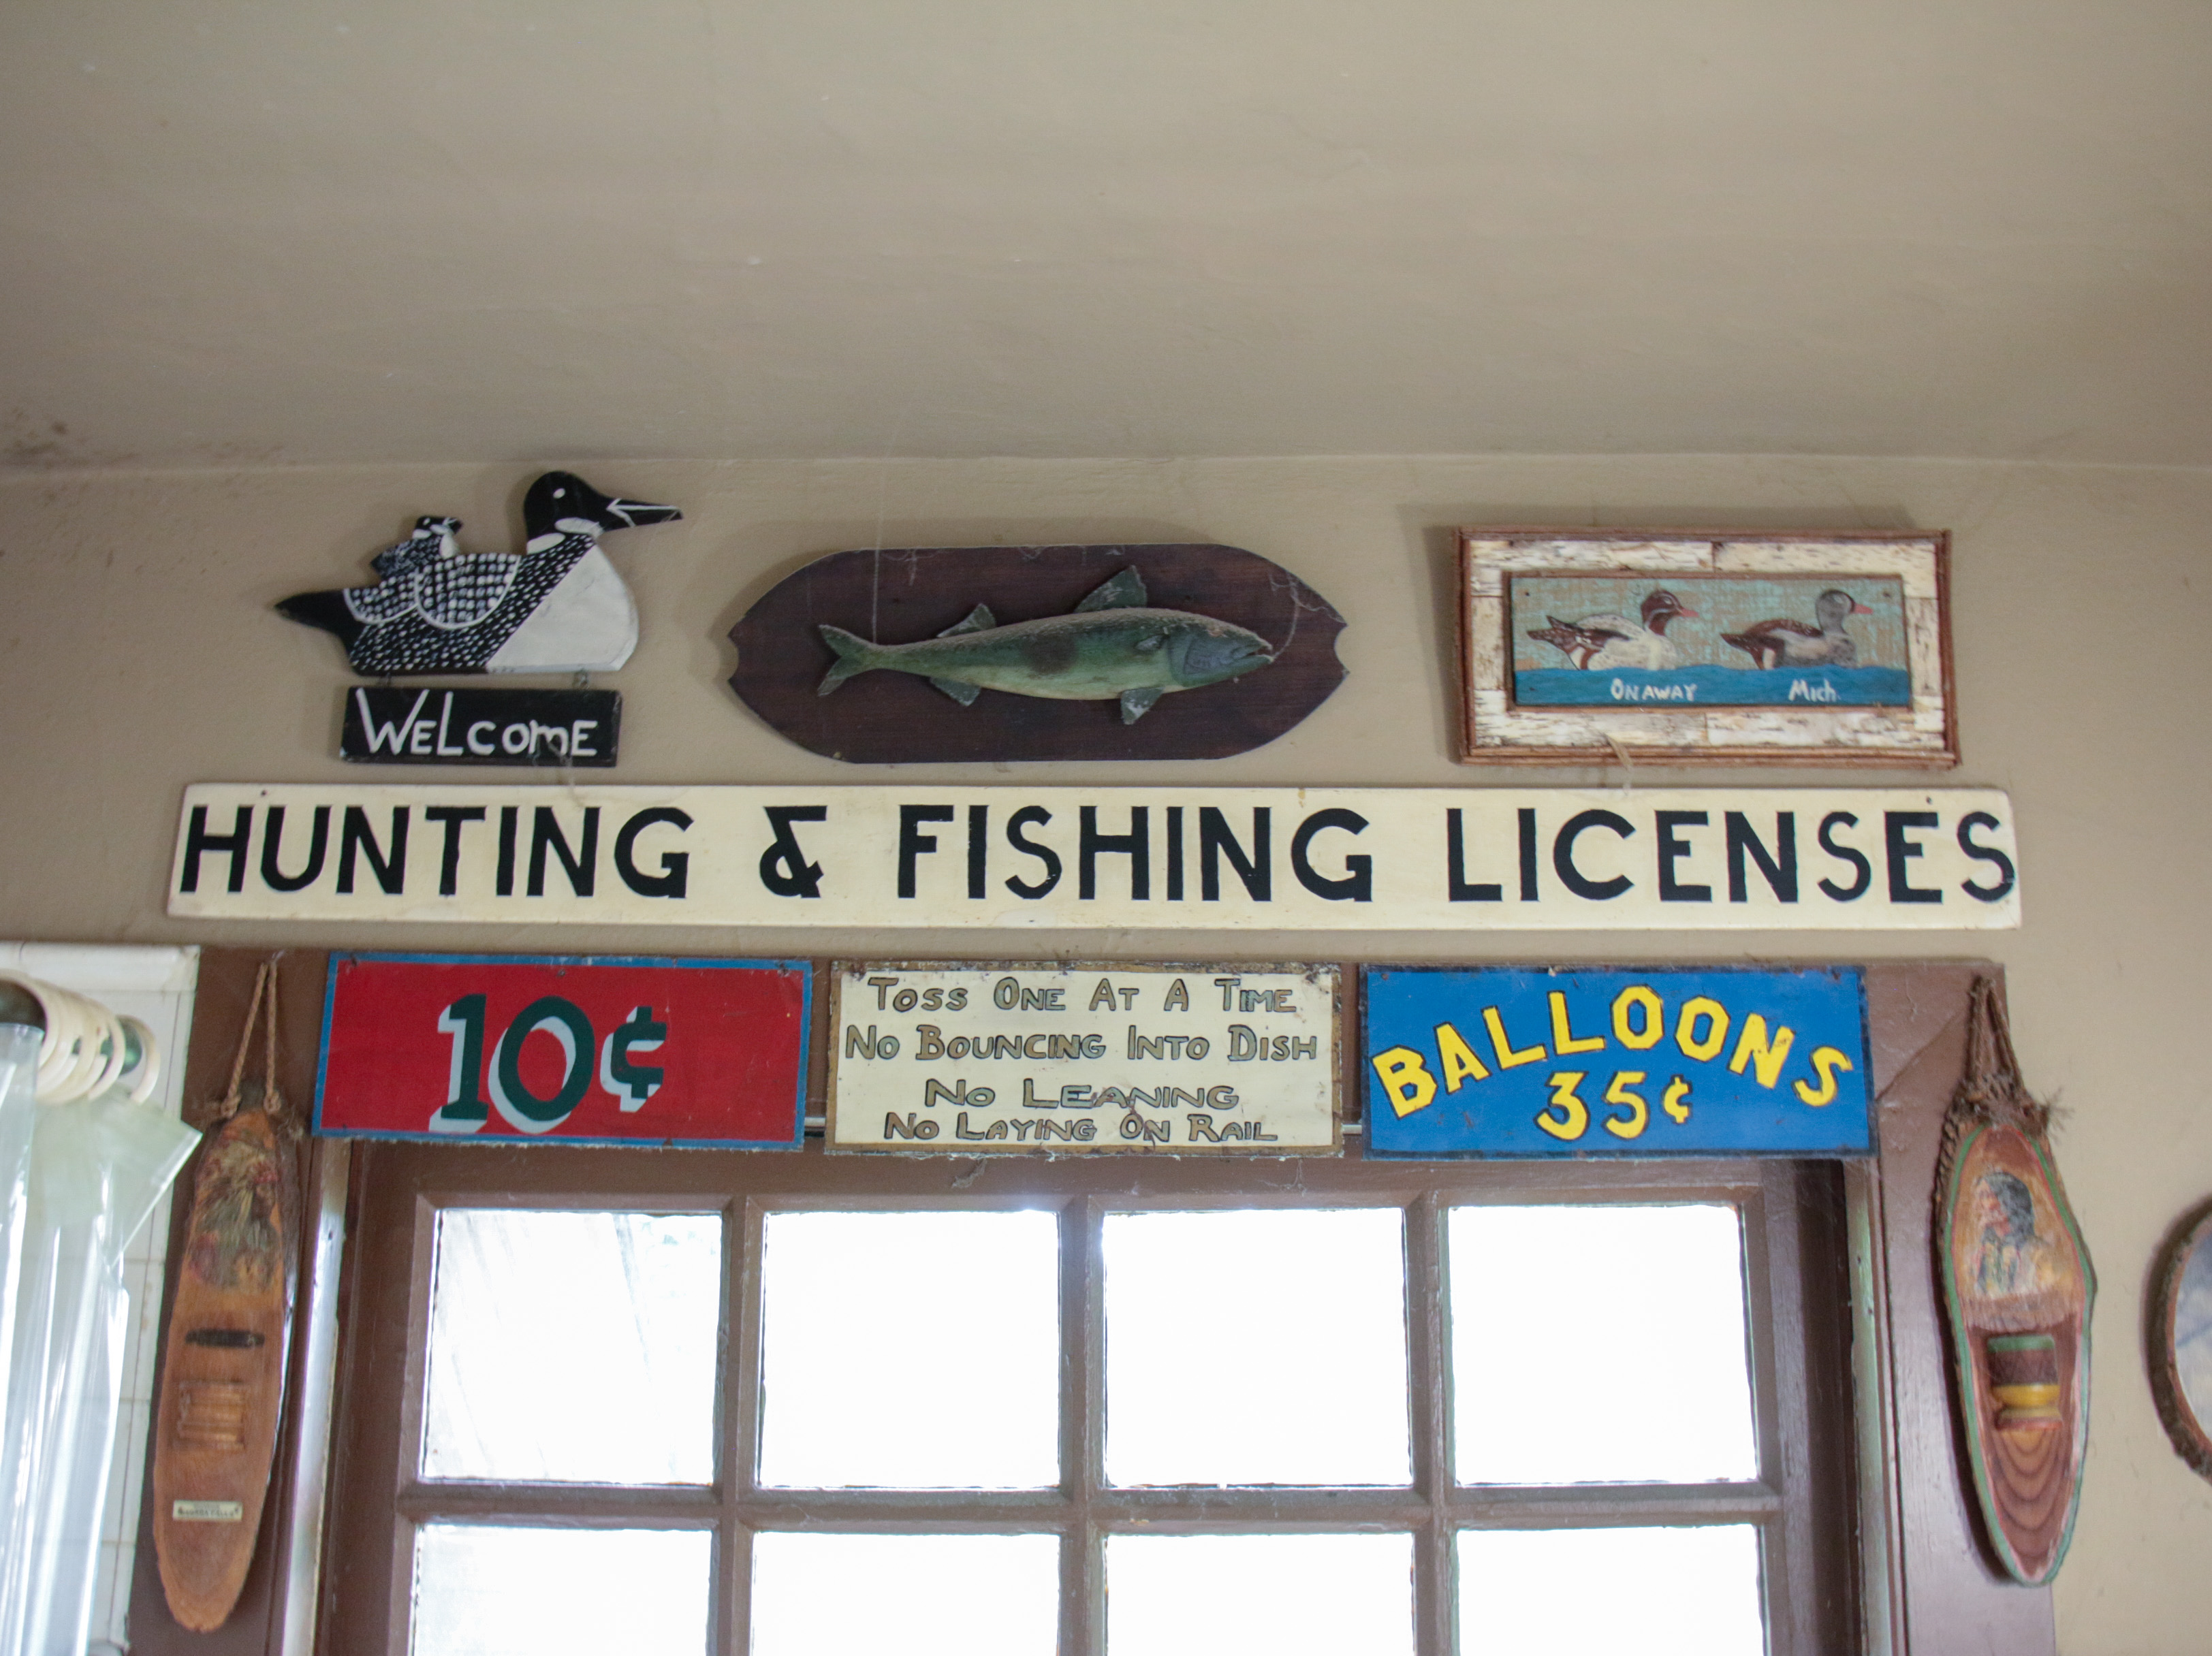 WELcomE
ONAWAY Mich.
HUNTING & FISHING LICENSES
10¢
TOSS ONE AT A TIME
NO BOUNCING INTO DISH
NO LEANING
NO LAYING ON RAIL
BALLOONS
35¢